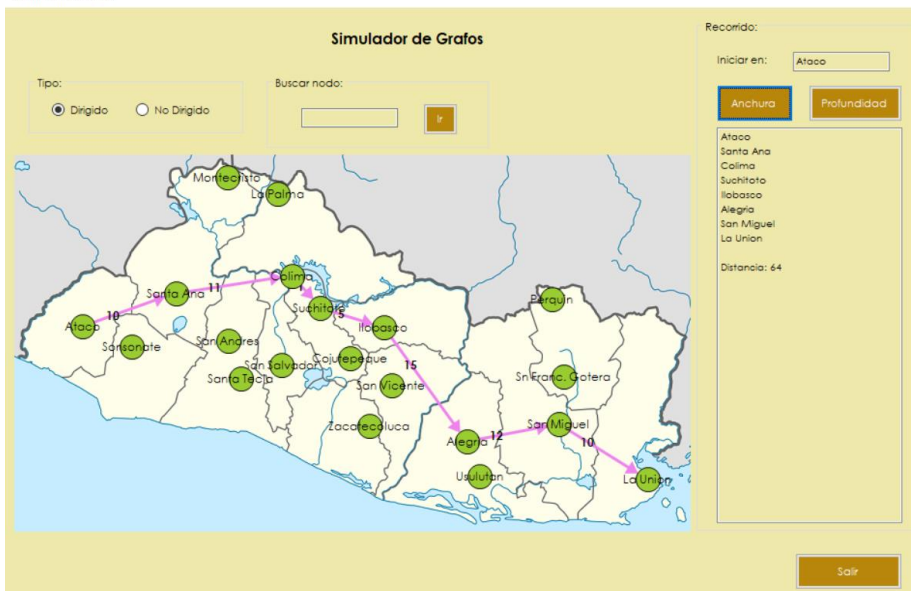 Simulador de Grafos
Tipo:
Dirigido
No Dirigido
Buscar nodo:
Ir
Recorrido:
Iniciar en:
Ataco
Anchura
Profundidad
Ataco
Santa Ana
Colima
Suchitoto
Ilobasco
Alegria
San Miguel
La Union
Distancia: 64
Montecristo
La Palma
Colima
Santa Ana
11
1
Suchitoto
5
Perquin
10
Ataco
Ilobasco
Sonsonate
San Andres
Cojutepeque
San Salvador
15
Santa Tecla
San Vicente
Sn Franc. Gotera
Zacatecoluca
San Miguel
Alegria
12
10
Usulutan
La Union
Salir